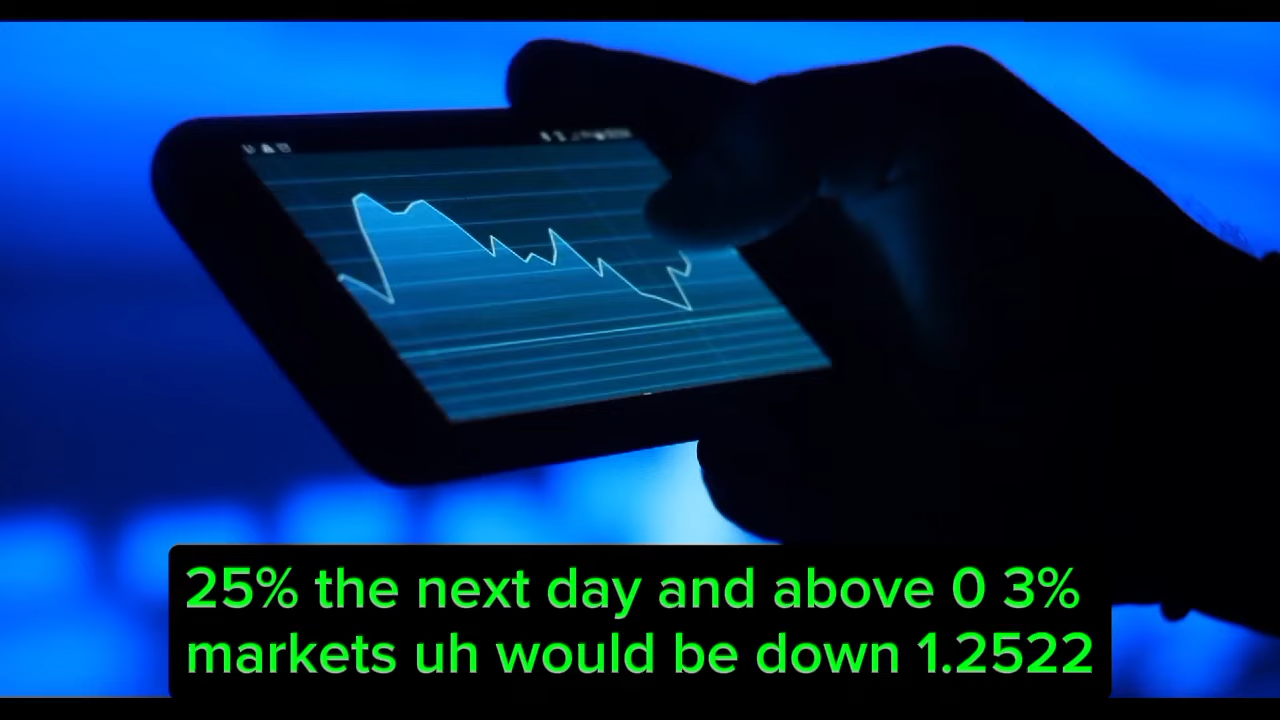 25% the next day and above 0 3%
markets uh would be down 1.2522